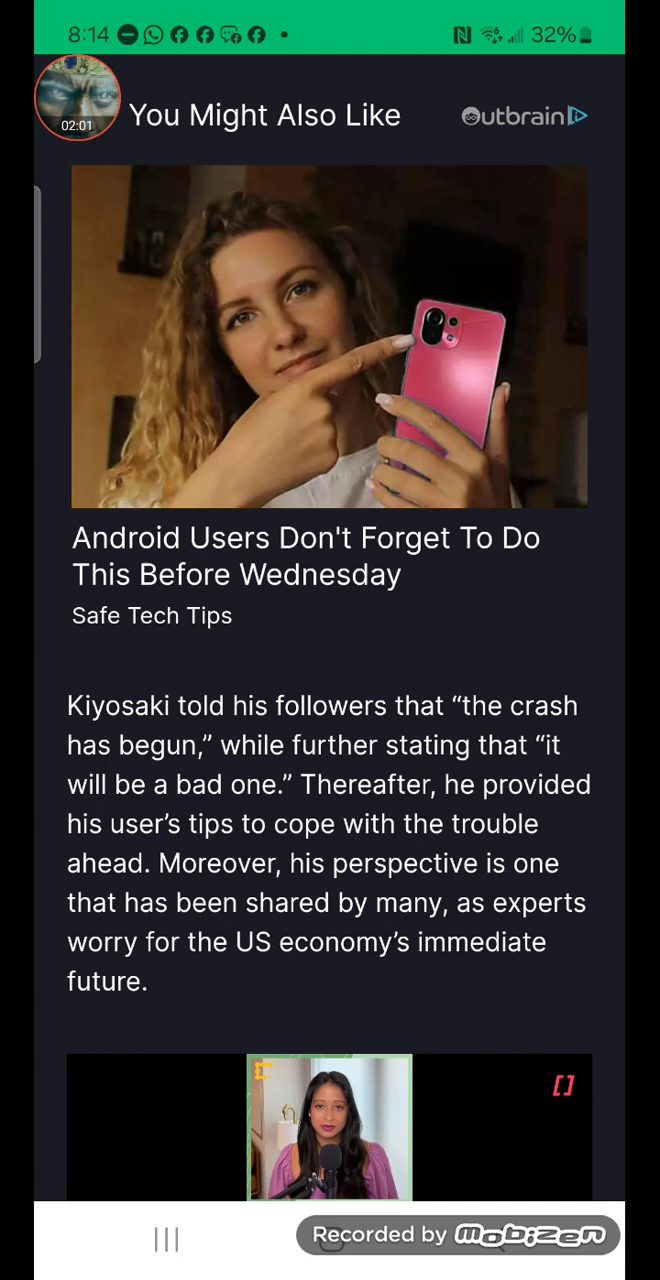 8:14
32%
02:01
You Might Also Like
Outbrain
Android Users Don't Forget To Do
This Before Wednesday
Safe Tech Tips
Kiyosaki told his followers that “the crash
has begun,” while further stating that “it
will be a bad one.” Thereafter, he provided
his user’s tips to cope with the trouble
ahead. Moreover, his perspective is one
that has been shared by many, as experts
worry for the US economy’s immediate
future.
[]
Recorded by Mobizen